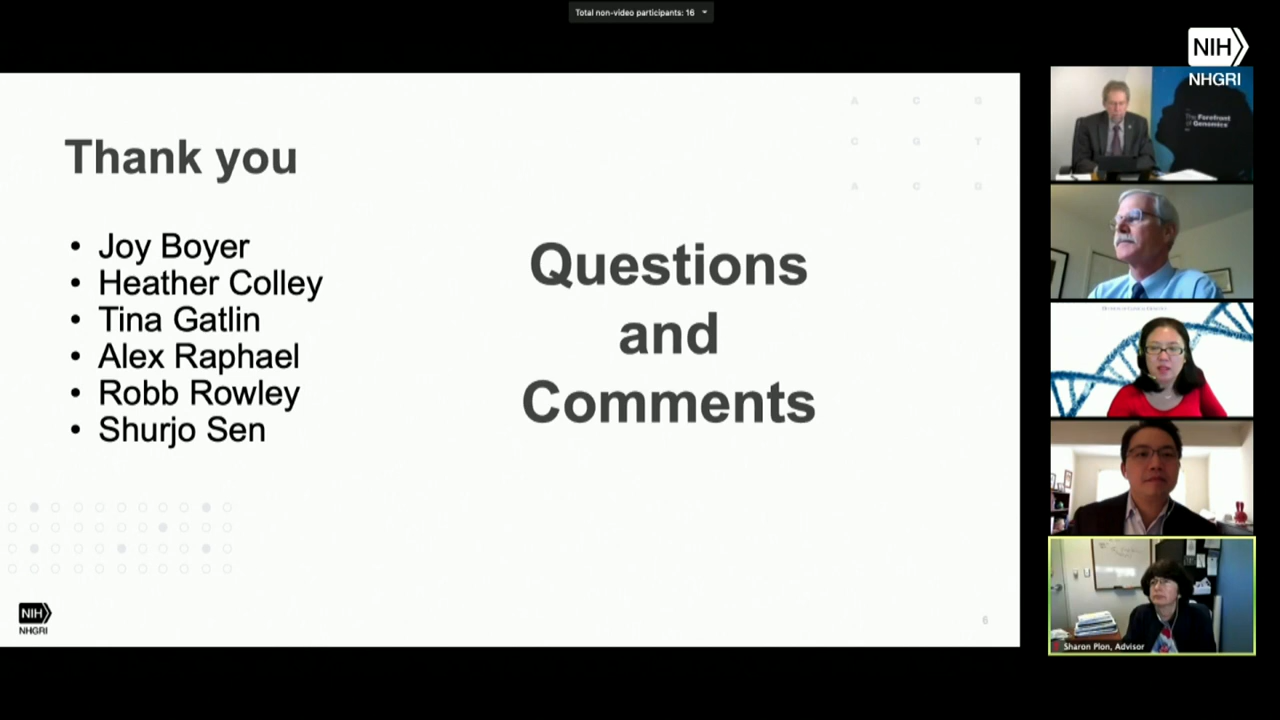 Total non-video participants: 16
NIH
NHGRI
A C G
C G T
A C G
Thank you
• Joy Boyer
• Heather Colley
• Tina Gatlin
• Alex Raphael
• Robb Rowley
• Shurjo Sen
Questions
and
Comments
NIH
NHGRI
6
The Forefront
of Genomics
Sharon Plon, Advisor